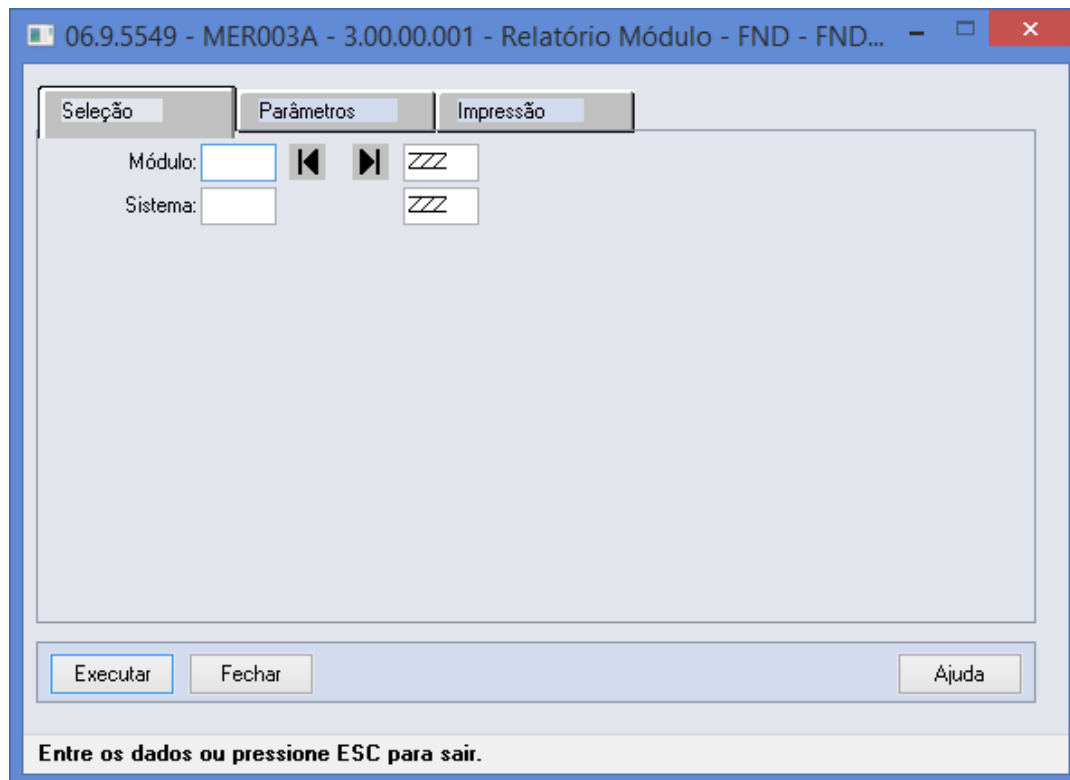 06.9.5549 - MER003A - 3.00.00.001 - Relatório Módulo - FND - FND...
Seleção Parâmetros Impressão
Módulo: ZZZ
Sistema: ZZZ
Executar Fechar Ajuda
Entre os dados ou pressione ESC para sair.